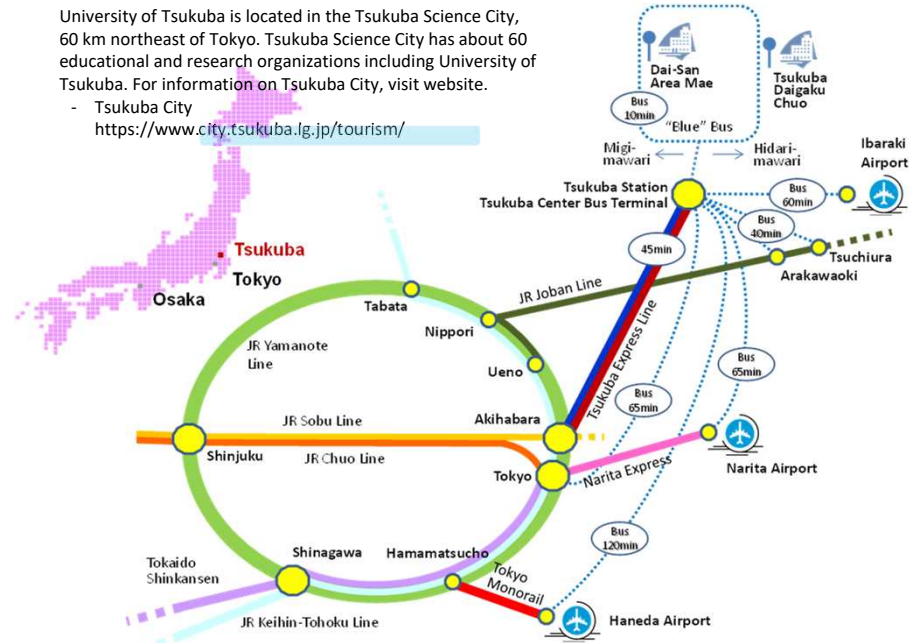 University of Tsukuba is located in the Tsukuba Science City,
60 km northeast of Tokyo. Tsukuba Science City has about 60
educational and research organizations including University of
Tsukuba. For information on Tsukuba City, visit website.
- Tsukuba City
https://www.city.tsukuba.lg.jp/tourism/
Dai-San
Area Mae
Tsukuba
Daigaku
Chuo
Bus
10min
"Blue" Bus
Migi-
mawari
Hidari-
mawari
Ibaraki
Airport
Tsukuba Station
Tsukuba Center Bus Terminal
Bus
60min
Bus
40min
45min
Tsuchiura
Arakawaoki
Tsukuba
Tokyo
Osaka
JR Joban Line
Tabata
Nippori
JR Yamanote
Line
Ueno
Tsukuba Express Line
Bus
65min
Bus
65min
JR Sobu Line
Akihabara
Shinjuku
JR Chuo Line
Tokyo
Narita Express
Narita Airport
Bus
120min
Shinagawa
Hamamatsucho
Tokaido
Shinkansen
Tokyo
Monorail
JR Keihin-Tohoku Line
Haneda Airport